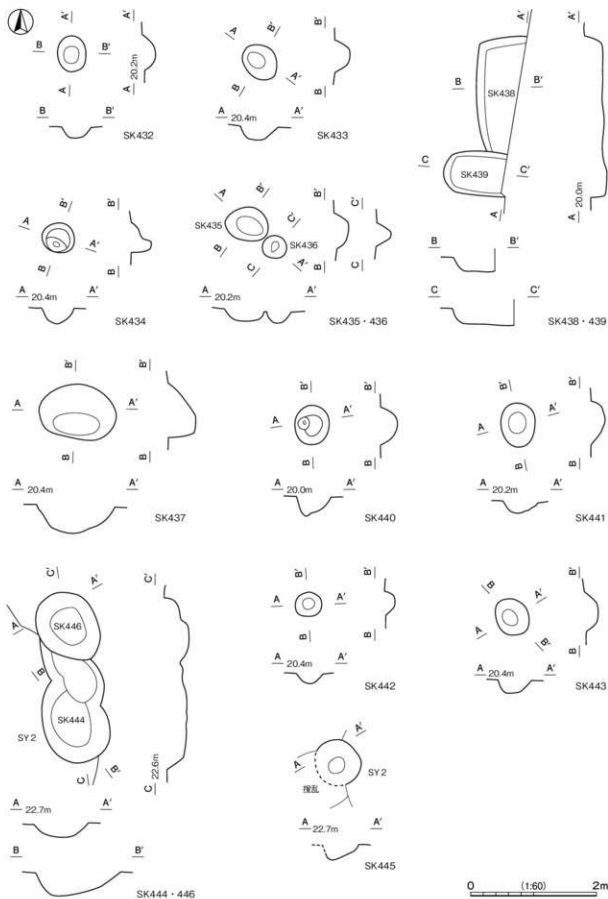 A' A' B'
B B' A B'
A 20.2m B A' B
B B' A 20.4m A'
SK432 SK433
A'
B B'
SK438
C C'
SK439
A 20.0m A
B B'
C C'
SK438・439
B' B'
A A'
B B
A 20.4m A'
SK434
A B' B' C'
SK435 C'
SK436
B C A' B C
A 20.2m A'
SK435・436
B' B'
A A'
B B
A 20.4m A'
SK437
B' B'
A A'
B B
A 20.0m A'
SK440
B' B'
A A'
B B
A 20.2m A'
SK441
C' A' C'
A SK446
B
SK444
SY2
C B' C 22.6m
A 22.7m A'
B B'
SK444・446
B' B'
A A'
B B
A 20.4m A'
SK442
B B'
A A'
B' B
A 20.4m A'
SK443
A'
A SY2
攪乱
A 22.7m A'
SK445
0 (1:60) 2m